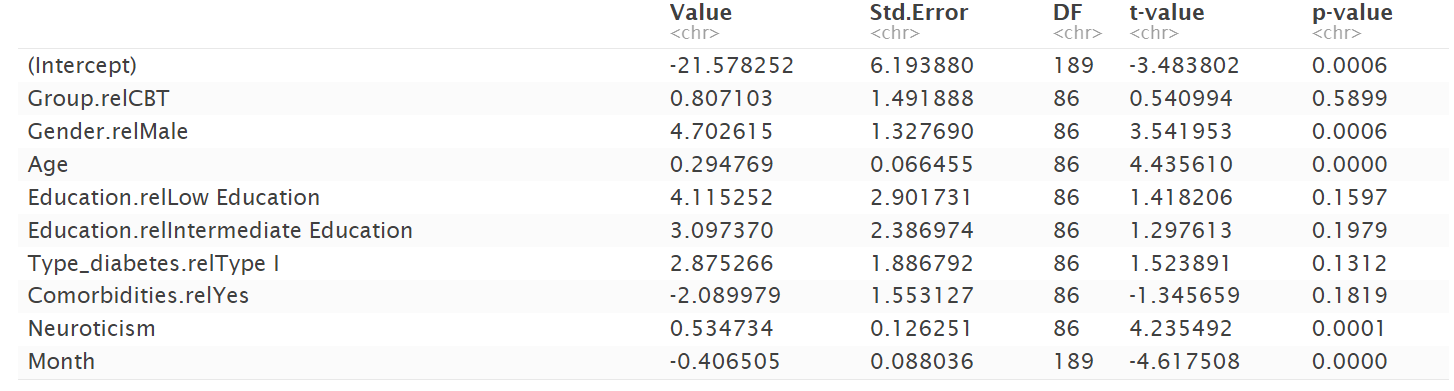 Value Std.Error DF t-value p-value
<chr> <chr> <chr> <chr> <chr>
(Intercept) -21.578252 6.193880 189 -3.483802 0.0006
Group.relCBT 0.807103 1.491888 86 0.540994 0.5899
Gender.relMale 4.702615 1.327690 86 3.541953 0.0006
Age 0.294769 0.066455 86 4.435610 0.0000
Education.relLow Education 4.115252 2.901731 86 1.418206 0.1597
Education.relIntermediate Education 3.097370 2.386974 86 1.297613 0.1979
Type_diabetes.relType I 2.875266 1.886792 86 1.523891 0.1312
Comorbidities.relYes -2.089979 1.553127 86 -1.345659 0.1819
Neuroticism 0.534734 0.126251 86 4.235492 0.0001
Month -0.406505 0.088036 189 -4.617508 0.0000